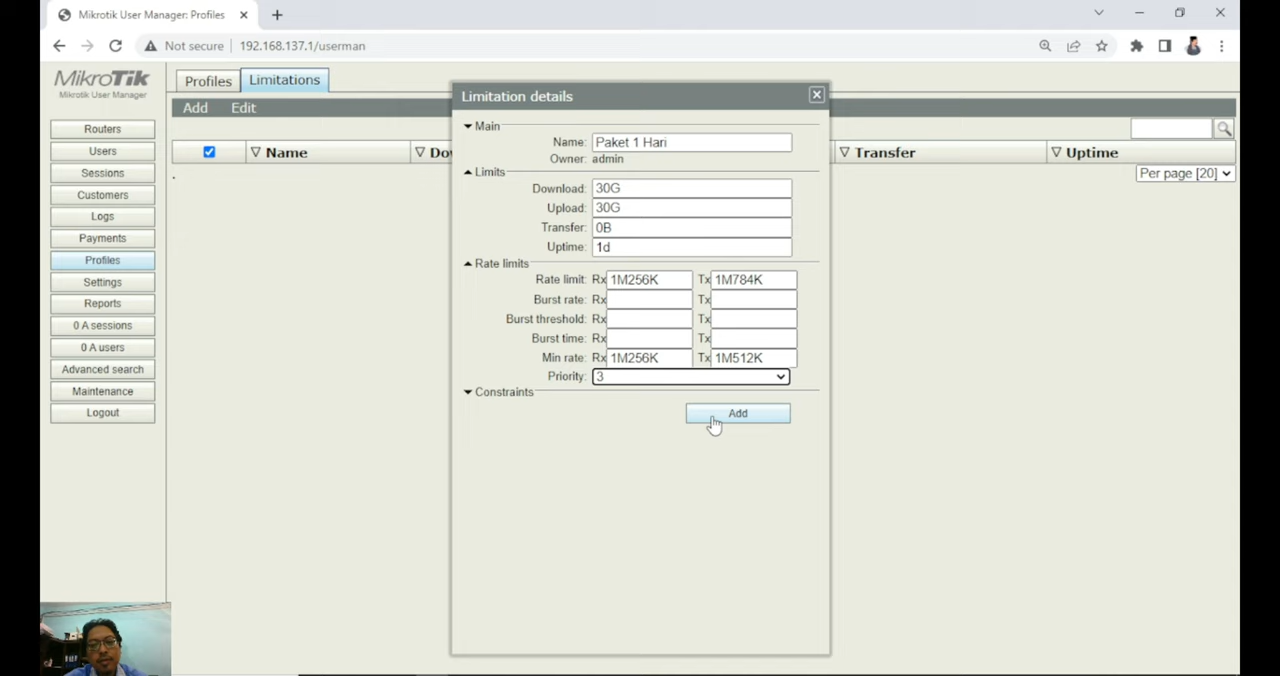 Mikrotik User Manager: Profiles
Not secure 192.168.137.1/userman
MikroTik
Mikrotik User Manager
Routers
Users
Sessions
Customers
Logs
Payments
Profiles
Settings
Reports
0 A sessions
0 A users
Advanced search
Maintenance
Logout
Profiles Limitations
Add Edit
Name Do Transfer Uptime
Per page [20]
Limitation details
Main
Name: Paket 1 Hari
Owner: admin
Limits
Download: 30G
Upload: 30G
Transfer: 0B
Uptime: 1d
Rate limits
Rate limit: Rx 1M256K Tx 1M784K
Burst rate: Rx Tx
Burst threshold: Rx Tx
Burst time: Rx Tx
Min rate: Rx 1M256K Tx 1M512K
Priority: 3
Constraints
Add